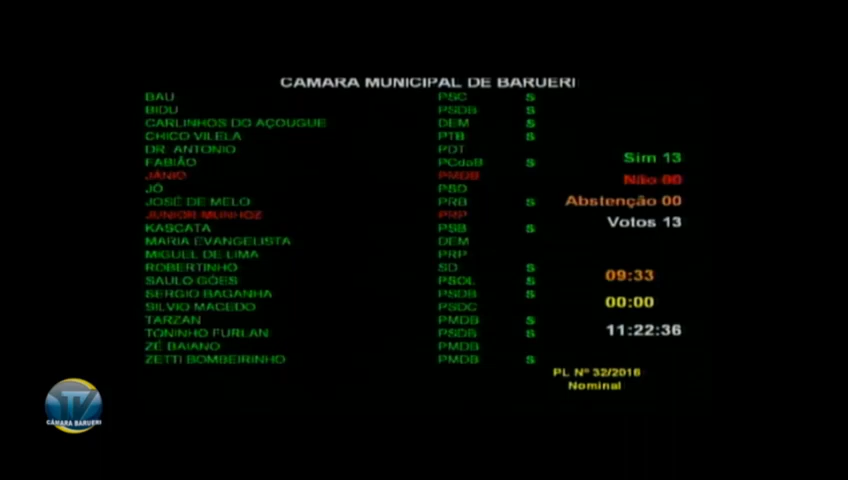 CÂMARA MUNICIPAL DE BARUERI
BAU PSC S
BIDU PSDB S
CARLINHOS DO AÇOUGUE DEM S
CHICO VILELA PTB S
DR. ANTONIO PDT
FABIÃO PCdoB S
Sim 13
JÂNIO PMDB
Não 00
JÔ PSD
JOSÉ DE MELO PRB S
Abstenção 00
JUNIOR MUNHOZ PRP
Votos 13
KASCATA PSB S
MARIA EVANGELISTA DEM
MIGUEL DE LIMA PRP
ROBERTINHO SD S
09:33
SAULO GÓES PSOL S
SERGIO BAGANHA PSDB S
00:00
SILVIO MACEDO PSDC
TARZAN PMDB S
11:22:36
TONINHO FURLAN PSDB S
ZÉ BAIANO PMDB
ZETTI BOMBEIRINHO PMDB S
PL Nº 32/2016
Nominal
TV
CÂMARA BARUERI